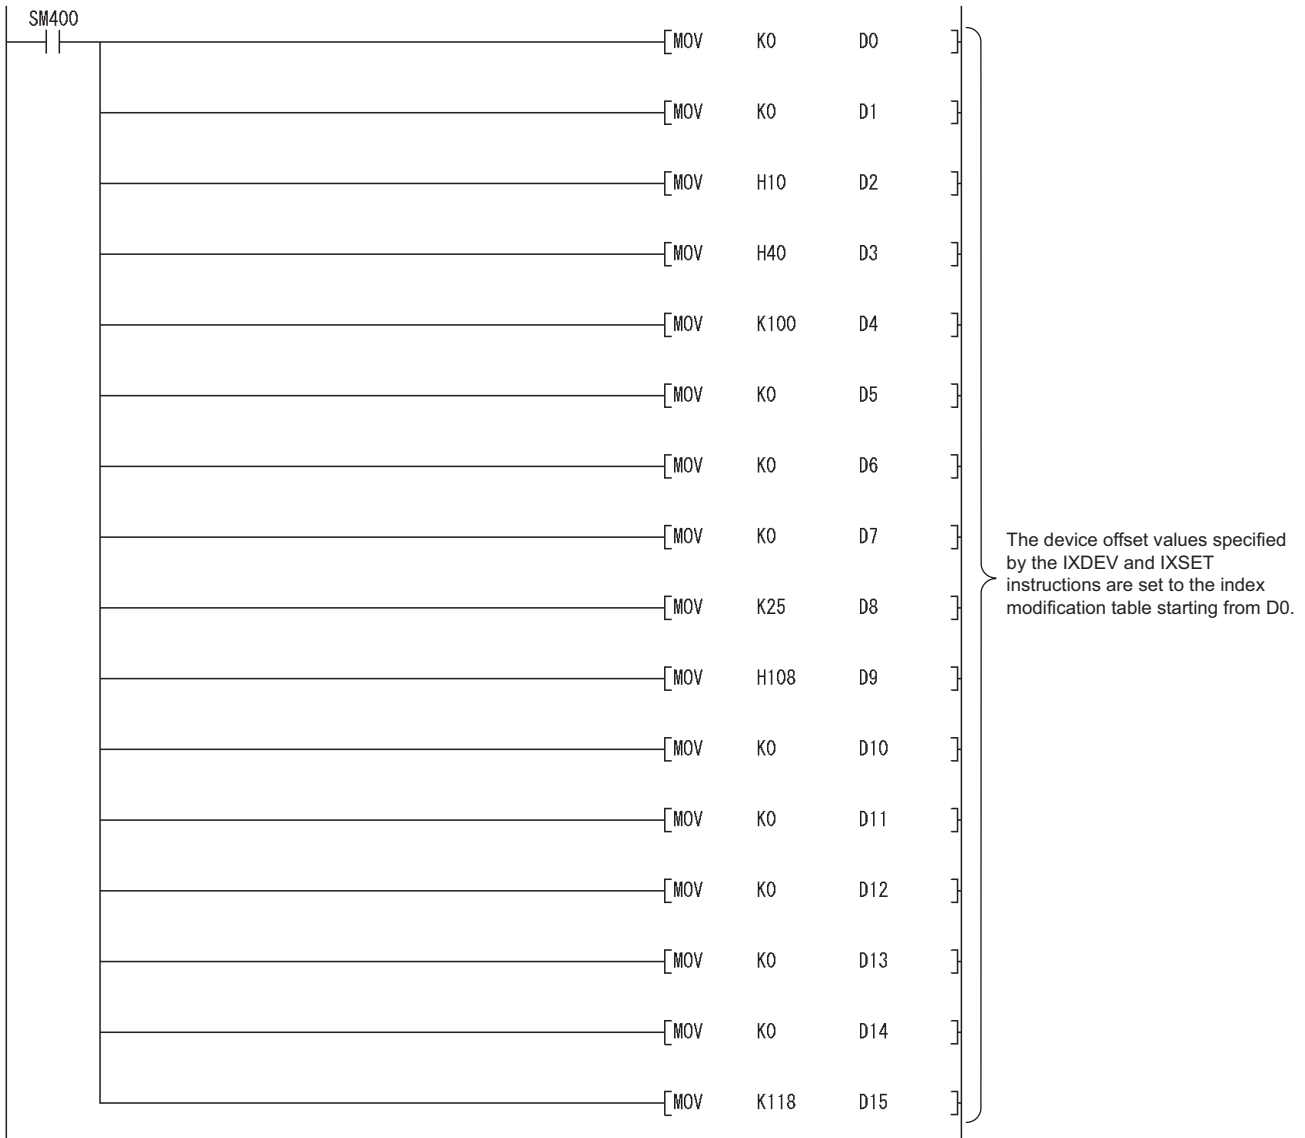 SM400
[MOV K0 D0 ]
[MOV K0 D1 ]
[MOV H10 D2 ]
[MOV H40 D3 ]
[MOV K100 D4 ]
[MOV K0 D5 ]
[MOV K0 D6 ]
[MOV K0 D7 ]
The device offset values specified
by the IXDEV and IXSET
instructions are set to the index
modification table starting from D0.
[MOV K25 D8 ]
[MOV H108 D9 ]
[MOV K0 D10 ]
[MOV K0 D11 ]
[MOV K0 D12 ]
[MOV K0 D13 ]
[MOV K0 D14 ]
[MOV K118 D15 ]